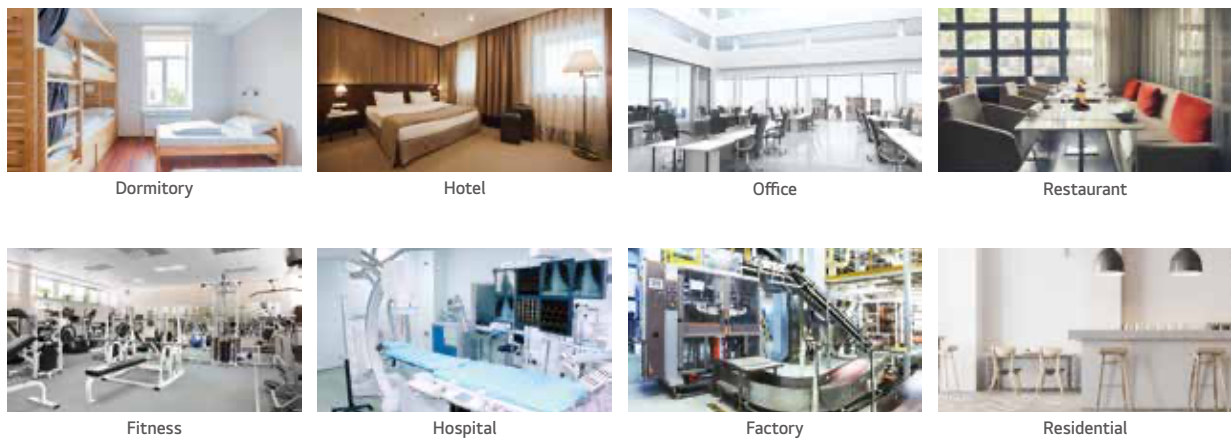 Dormitory
Hotel
Office
Restaurant
Fitness
Hospital
Factory
Residential